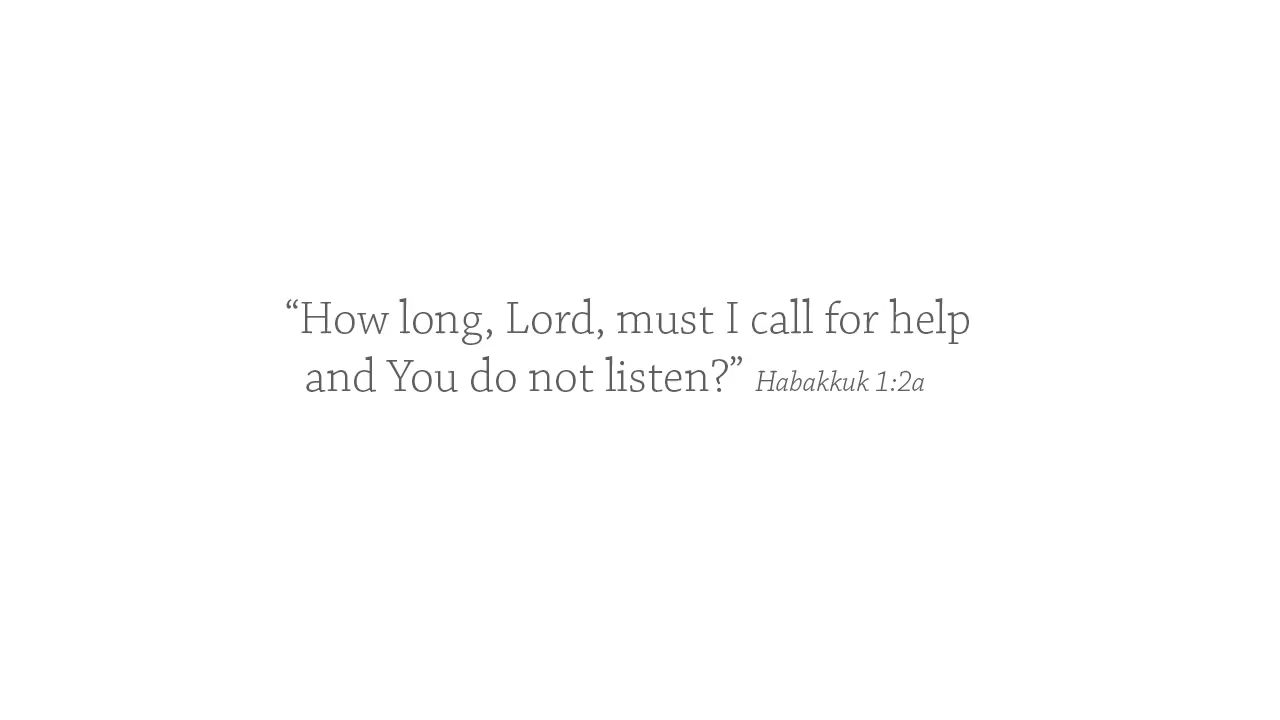 “How long, Lord, must I call for help
and You do not listen?” Habakkuk 1:2a